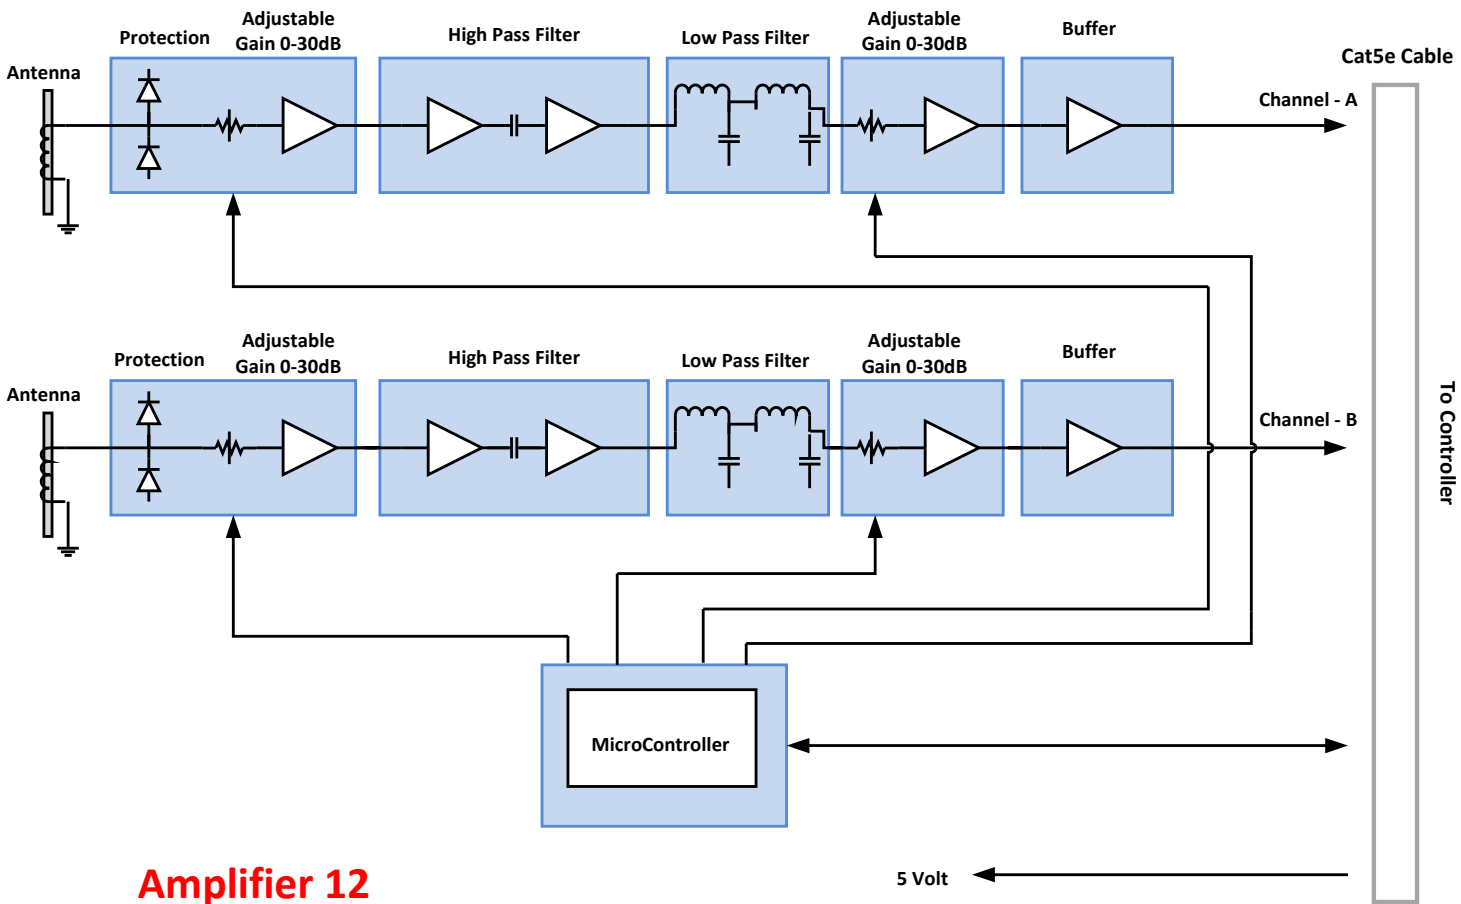 Antenna
Protection
Adjustable
Gain 0-30dB
High Pass Filter
Low Pass Filter
Adjustable
Gain 0-30dB
Buffer
Cat5e Cable
Channel - A
Antenna
Protection
Adjustable
Gain 0-30dB
High Pass Filter
Low Pass Filter
Adjustable
Gain 0-30dB
Buffer
Channel - B
To Controller
MicroController
5 Volt
Amplifier 12